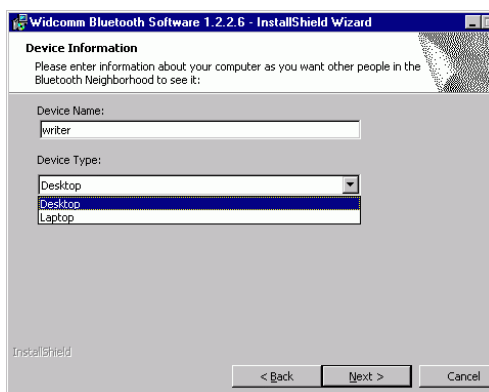 Widcomm Bluetooth Software 1.2.2.6 - InstallShield Wizard
Device Information
Please enter information about your computer as you want other people in the
Bluetooth Neighborhood to see it:
Device Name:
writer
Device Type:
Desktop
Desktop
Laptop
InstallShield
< Back
Next >
Cancel